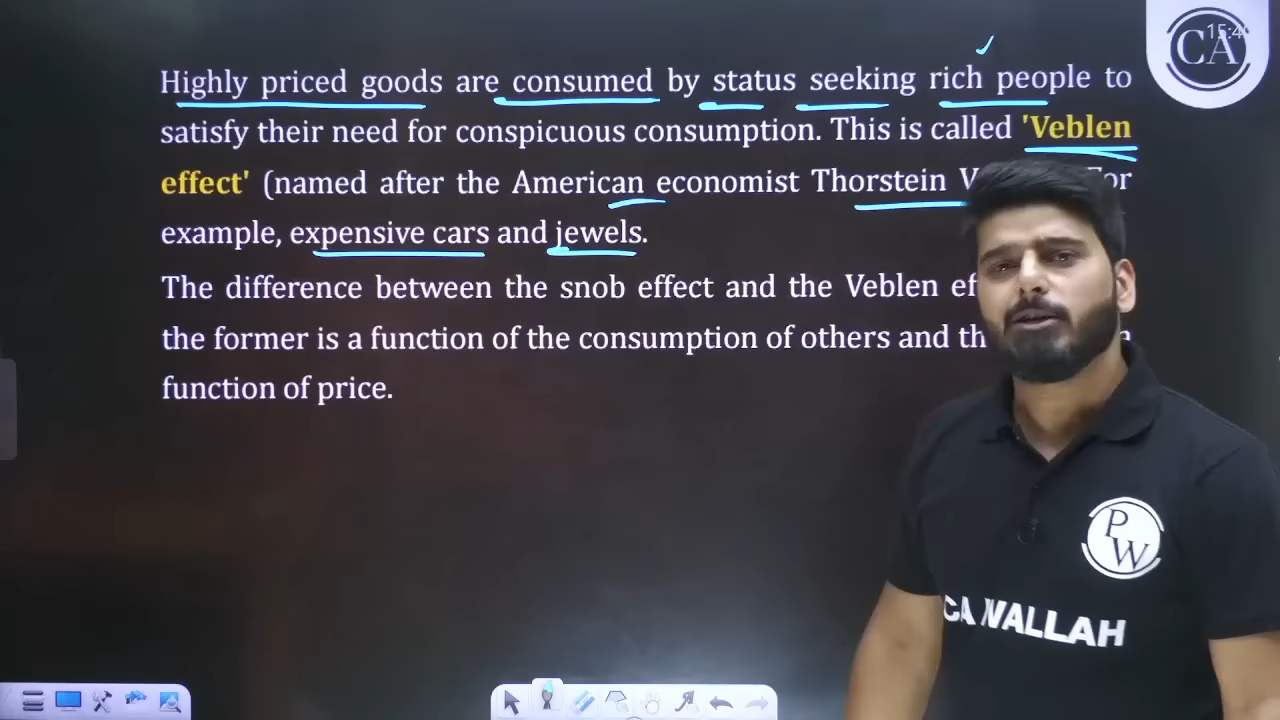 Highly priced goods are consumed by status seeking rich people to
satisfy their need for conspicuous consumption. This is called 'Veblen
effect' (named after the American economist Thorstein
example, expensive cars and jewels.
The difference between the snob effect and the Veblen
the former is a function of the consumption of others and
function of price.
CA
15:4
PW
CA WALLAH